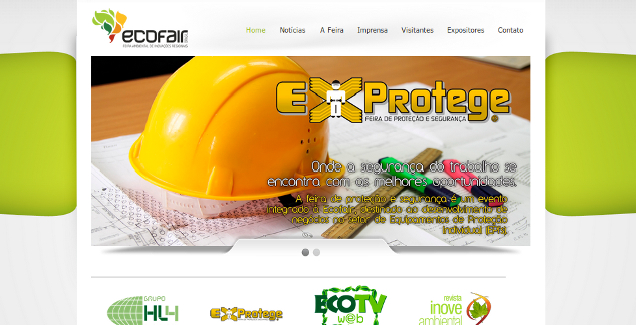 ecofair
FEIRA AMBIENTAL DE INOVAÇÕES REGIONAIS
Home Notícias A Feira Imprensa Visitantes Expositores Contato
EXProtege
FEIRA DE PROTEÇÃO E SEGURANÇA
Onde a segurança do trabalho se
encontra com as melhores oportunidades.
A feira de proteção e segurança é um evento
integrado a Ecofair, destinado ao desenvolvimento de
negócios ao setor de Equipamentos de Proteção
Individual (EPIs).
GRUPO
HL4
EXProtege
ECOTV
web
revista
inove
ambiental